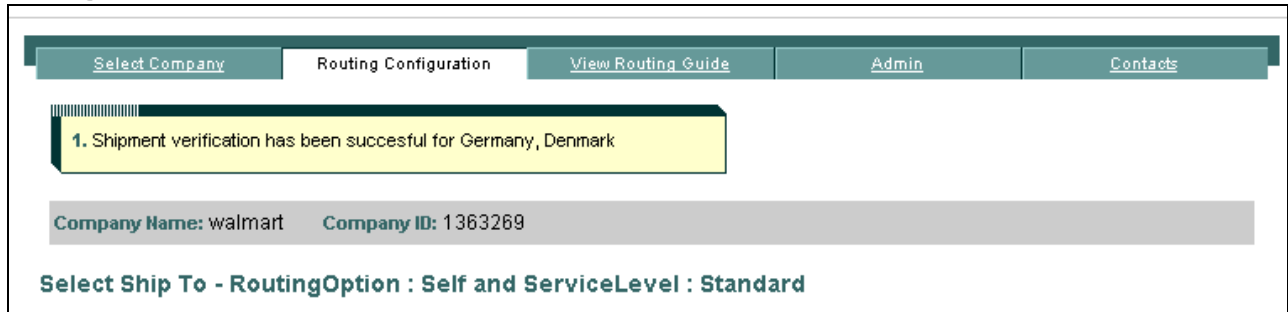 Select Company Routing Configuration View Routing Guide Admin Contacts
1. Shipment verification has been succesful for Germany, Denmark
Company Name: walmart Company ID: 1363269
Select Ship To - RoutingOption : Self and ServiceLevel : Standard